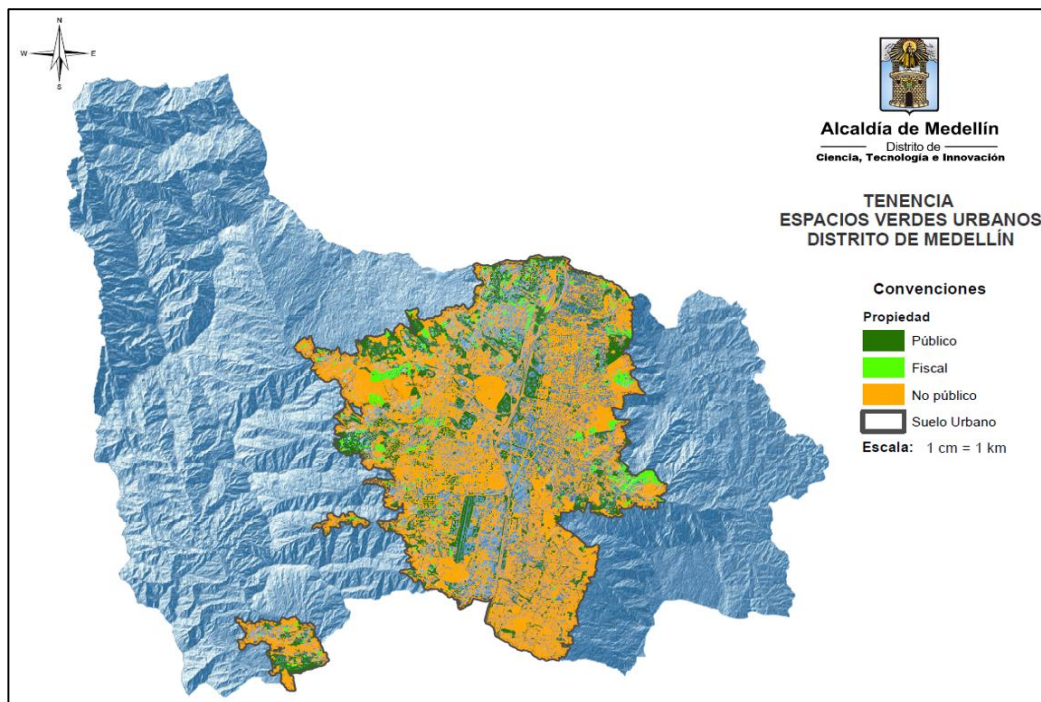 N
W E
S
Alcaldía de Medellín
Distrito de
Ciencia, Tecnología e Innovación
TENENCIA
ESPACIOS VERDES URBANOS
DISTRITO DE MEDELLÍN
Convenciones
Propiedad
Público
Fiscal
No público
Suelo Urbano
Escala: 1 cm = 1 km